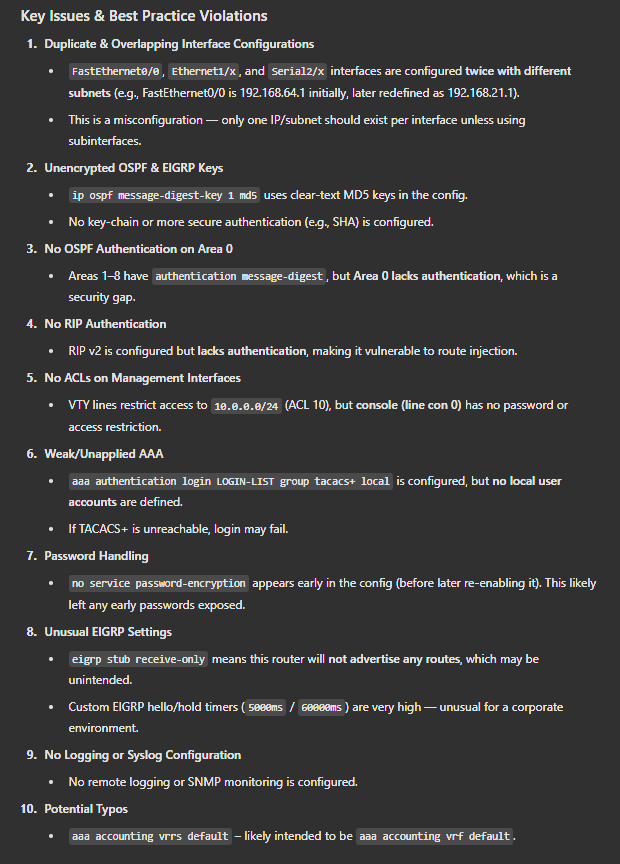 Key Issues & Best Practice Violations
1. Duplicate & Overlapping Interface Configurations
• FastEthernet0/0, Ethernet1/x, and Serial2/x interfaces are configured twice with different
subnets (e.g., FastEthernet0/0 is 192.168.64.1 initially, later redefined as 192.168.21.1).
• This is a misconfiguration — only one IP/subnet should exist per interface unless using
subinterfaces.
2. Unencrypted OSPF & EIGRP Keys
• ip ospf message-digest-key 1 md5 uses clear-text MD5 keys in the config.
• No key-chain or more secure authentication (e.g., SHA) is configured.
3. No OSPF Authentication on Area 0
• Areas 1–8 have authentication message-digest, but Area 0 lacks authentication, which is a
security gap.
4. No RIP Authentication
• RIP v2 is configured but lacks authentication, making it vulnerable to route injection.
5. No ACLs on Management Interfaces
• VTY lines restrict access to 10.0.0.0/24 (ACL 10), but console (line con 0) has no password or
access restriction.
6. Weak/Unapplied AAA
• aaa authentication login LOGIN-LIST group tacacs+ local is configured, but no local user
accounts are defined.
• If TACACS+ is unreachable, login may fail.
7. Password Handling
• no service password-encryption appears early in the config (before later re-enabling it). This likely
left any early passwords exposed.
8. Unusual EIGRP Settings
• eigrp stub receive-only means this router will not advertise any routes, which may be
unintended.
• Custom EIGRP hello/hold timers (5000ms / 60000ms) are very high — unusual for a corporate
environment.
9. No Logging or Syslog Configuration
• No remote logging or SNMP monitoring is configured.
10. Potential Typos
• aaa accounting vrrs default – likely intended to be aaa accounting vrf default.